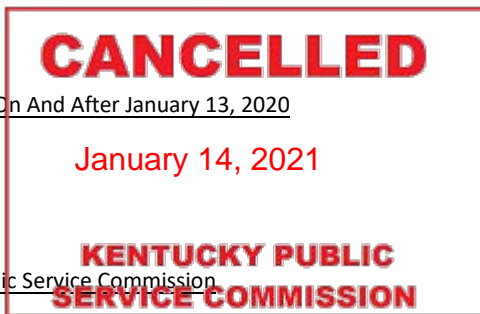 CANCELLED
On And After January 13, 2020
January 14, 2021
KENTUCKY PUBLIC
ic Service Commission
SERVICE COMMISSION